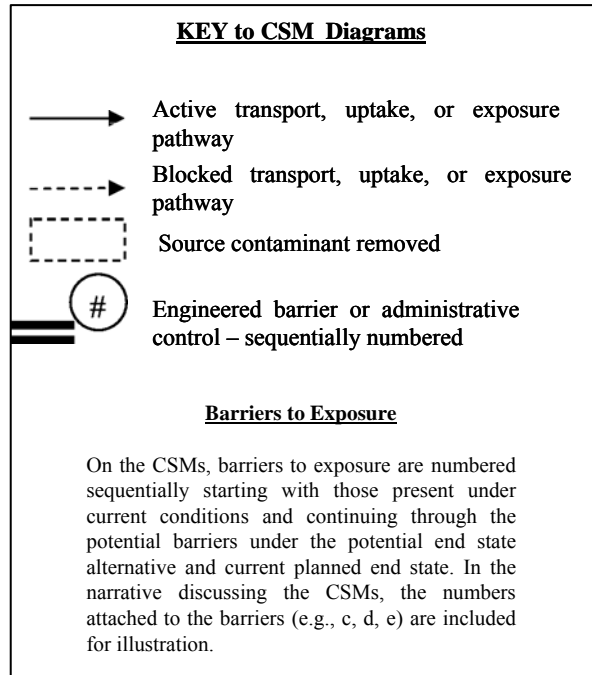 KEY to CSM Diagrams
Active transport, uptake, or exposure
pathway
Blocked transport, uptake, or exposure
pathway
Source contaminant removed
#
Engineered barrier or administrative
control – sequentially numbered
Barriers to Exposure
On the CSMs, barriers to exposure are numbered
sequentially starting with those present under
current conditions and continuing through the
potential barriers under the potential end state
alternative and current planned end state. In the
narrative discussing the CSMs, the numbers
attached to the barriers (e.g., c, d, e) are included
for illustration.